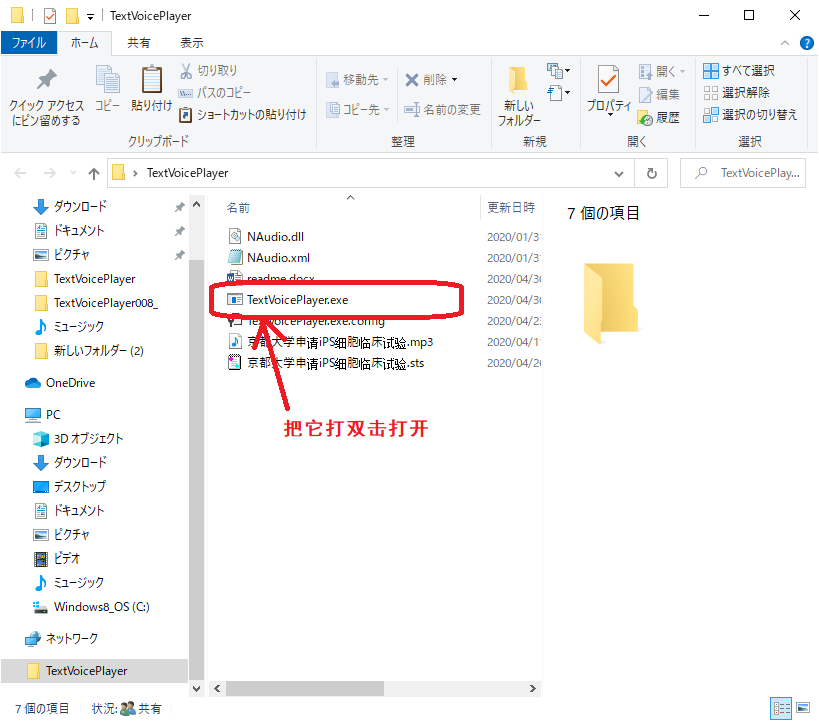 TextVoicePlayer
ファイル ホーム 共有 表示
クイック アクセスにピン留めする
コピー
貼り付け
切り取り
パスのコピー
ショートカットの貼り付け
クリップボード
移動先
コピー先
削除
名前の変更
整理
新しいフォルダー
新規
プロパティ
開く
編集
履歴
開く
すべて選択
選択解除
選択の切り替え
選択
TextVoicePlayer
TextVoicePlay...
ダウンロード
ドキュメント
ピクチャ
TextVoicePlayer
TextVoicePlayer008_
ミュージック
新しいフォルダー (2)
OneDrive
PC
3D オブジェクト
ダウンロード
デスクトップ
ドキュメント
ピクチャ
ビデオ
ミュージック
Windows8_OS (C:)
ネットワーク
TextVoicePlayer
名前 更新日時
NAudio.dll 2020/01/31
NAudio.xml 2020/01/31
readme.docx 2020/04/30
TextVoicePlayer.exe 2020/04/30
TextVoicePlayer.exe.config 2020/04/23
京都大学申请iPS细胞临床试验.mp3 2020/04/11
京都大学申请iPS细胞临床试验.sts 2020/04/26
把它打双击打开
7 個の項目
7 個の項目 状況: 共有